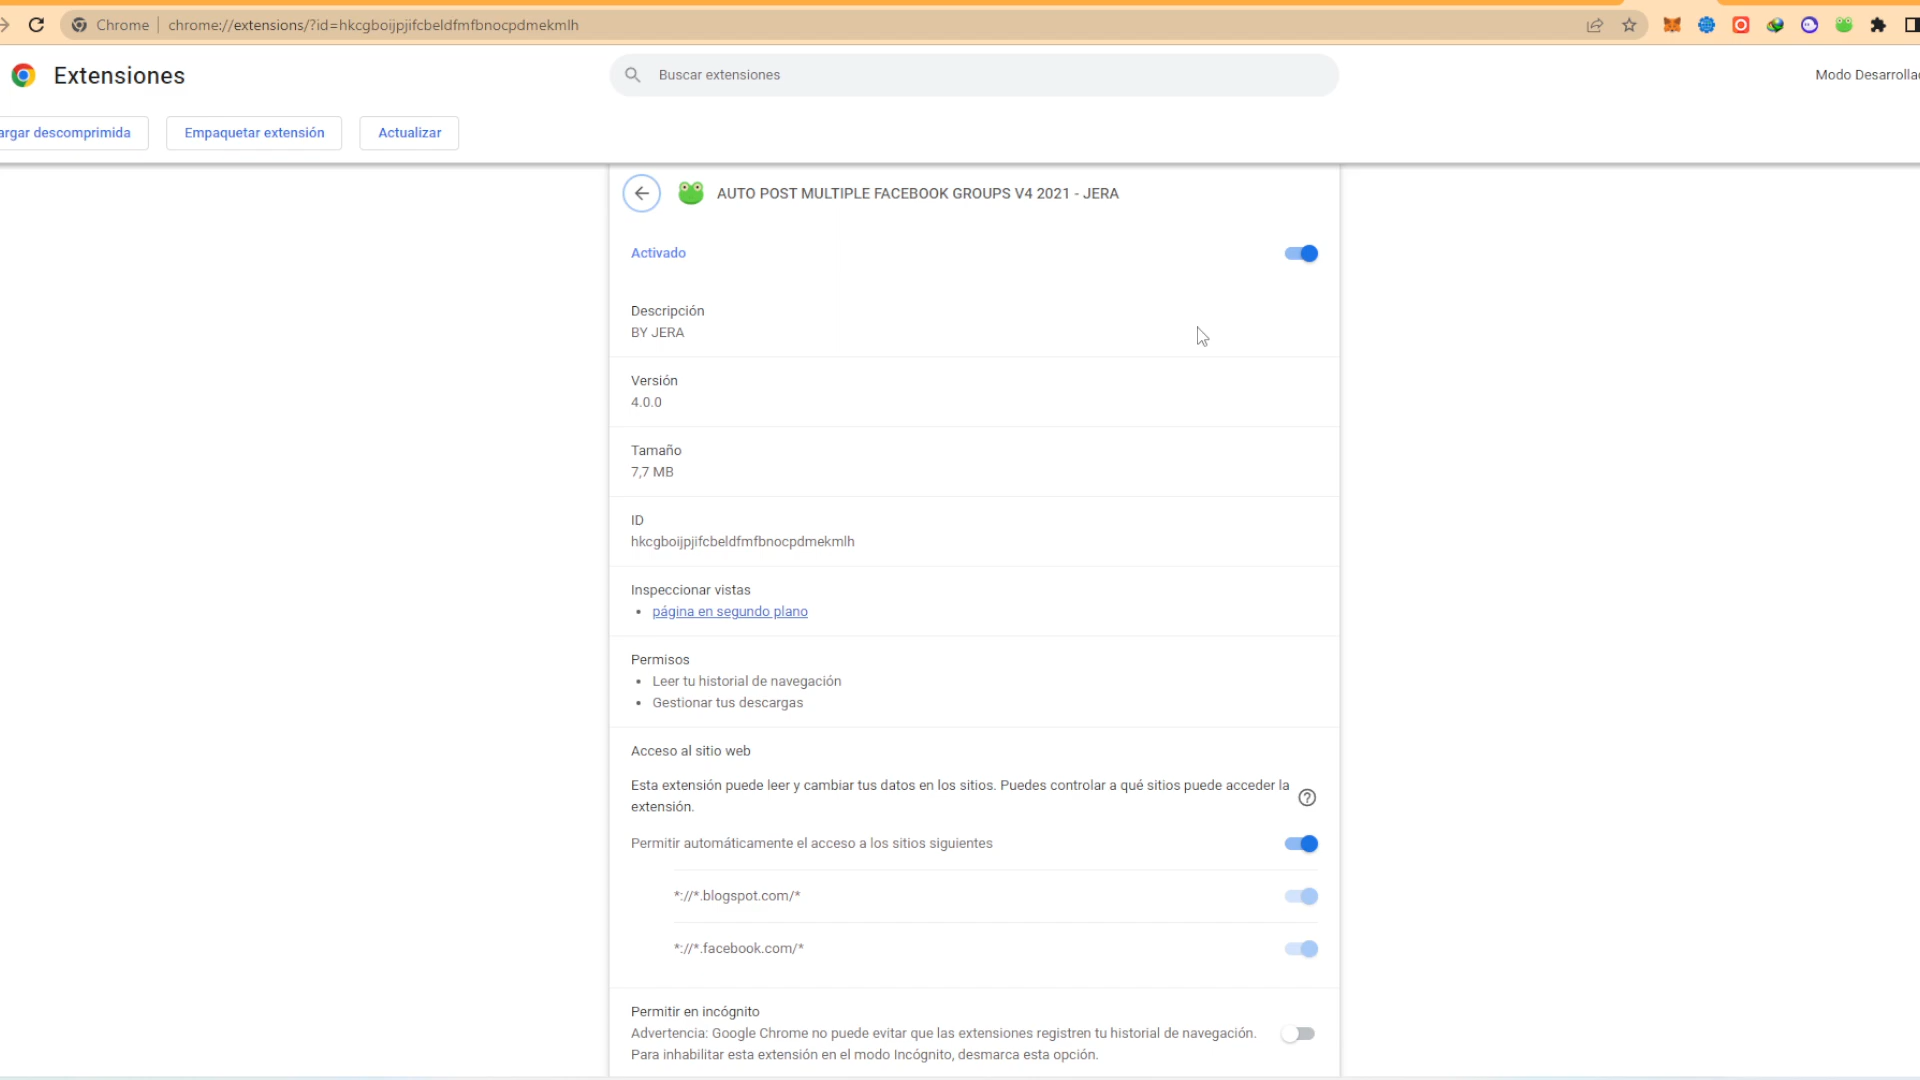 Chrome
chrome://extensions/?id=hkcgboijpjifcbeldfmfbnocpdmekmlh
Extensiones
Buscar extensiones
Modo Desarrollad
argar descomprimida
Empaquetar extensión
Actualizar
AUTO POST MULTIPLE FACEBOOK GROUPS V4 2021 - JERA
Activado
Descripción
BY JERA
Versión
4.0.0
Tamaño
7,7 MB
ID
hkcgboijpjifcbeldfmfbnocpdmekmlh
Inspeccionar vistas
• página en segundo plano
Permisos
• Leer tu historial de navegación
• Gestionar tus descargas
Acceso al sitio web
Esta extensión puede leer y cambiar tus datos en los sitios. Puedes controlar a qué sitios puede acceder la
extensión.
Permitir automáticamente el acceso a los sitios siguientes
*://*.blogspot.com/*
*://*.facebook.com/*
Permitir en incógnito
Advertencia: Google Chrome no puede evitar que las extensiones registren tu historial de navegación.
Para inhabilitar esta extensión en el modo Incógnito, desmarca esta opción.